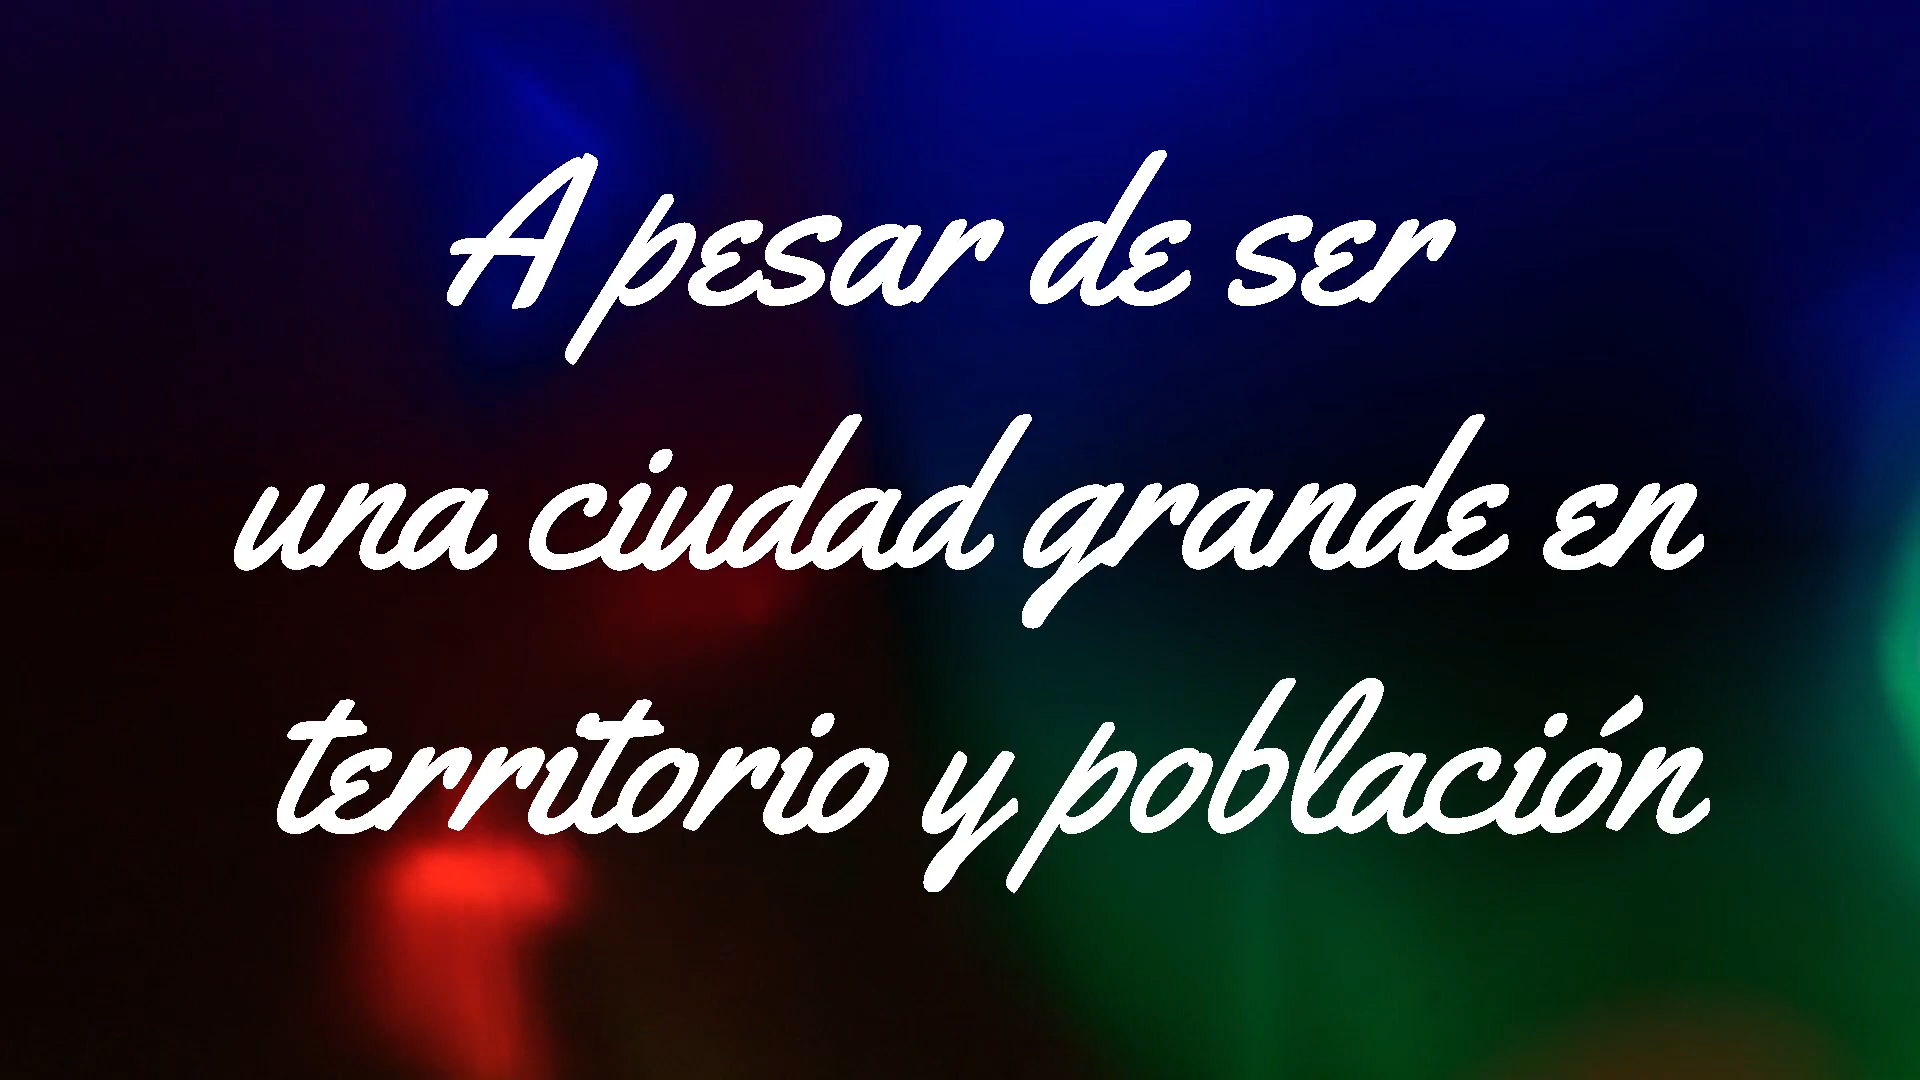 A pesar de ser
una ciudad grande en
territorio y población